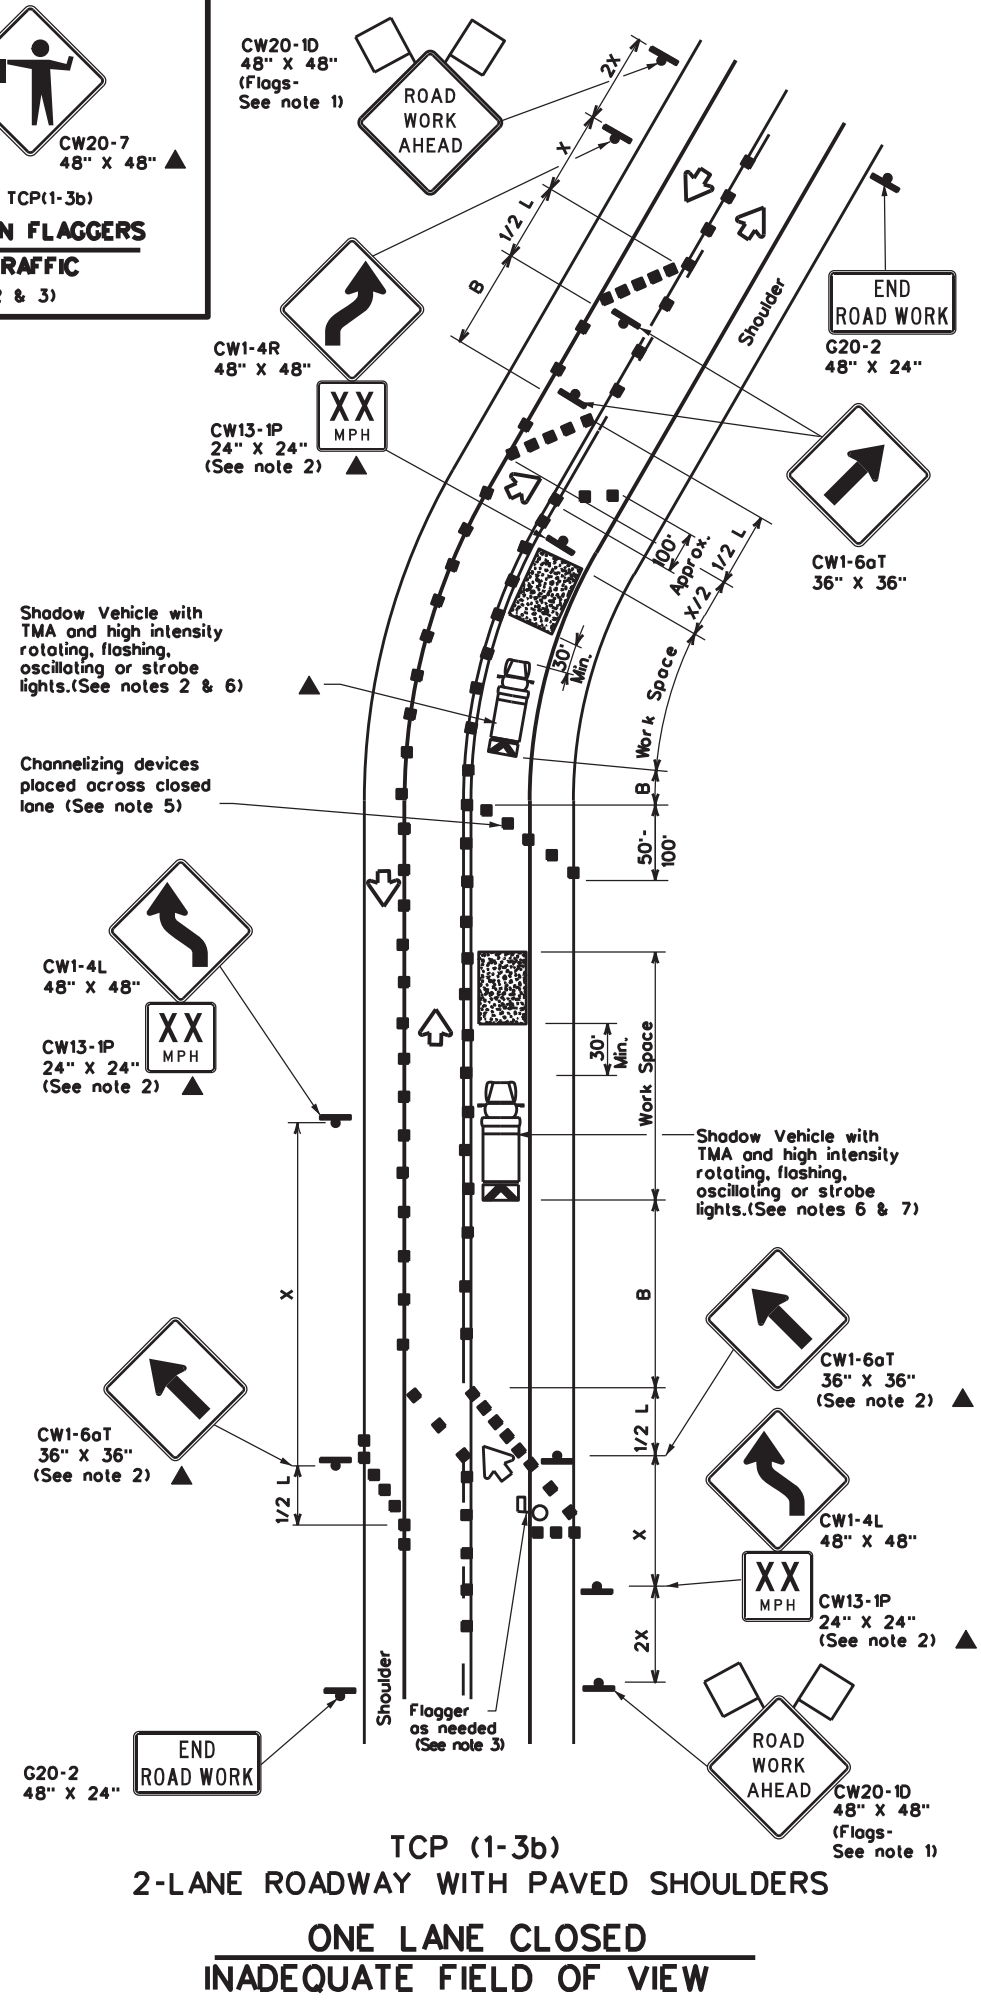 CW20-7
48" X 48"
TCP(1-3b)
N FLAGGERS
RAFFIC
2 & 3)
CW20-1D
48" X 48"
(Flags-
See note 1)
ROAD
WORK
AHEAD
2X
X
1/2 L
B
CW1-4R
48" X 48"
XX
MPH
CW13-1P
24" X 24"
(See note 2)
Shoulder
END
ROAD WORK
G20-2
48" X 24"
CW1-6aT
36" X 36"
100'
Approx.
1/2 L
X/2
Work Space
30'
Min.
B
50'-
100'
Shadow Vehicle with
TMA and high intensity
rotating, flashing,
oscillating or strobe
lights.(See notes 2 & 6)
Channelizing devices
placed across closed
lane (See note 5)
CW1-4L
48" X 48"
XX
MPH
CW13-1P
24" X 24"
(See note 2)
30'
Min.
Work Space
Shadow Vehicle with
TMA and high intensity
rotating, flashing,
oscillating or strobe
lights.(See notes 6 & 7)
X
B
CW1-6aT
36" X 36"
(See note 2)
1/2 L
CW1-6aT
36" X 36"
(See note 2)
1/2 L
X
CW1-4L
48" X 48"
XX
MPH
CW13-1P
24" X 24"
(See note 2)
2X
Shoulder
Flagger
as needed
(See note 3)
END
ROAD WORK
G20-2
48" X 24"
ROAD
WORK
AHEAD
CW20-1D
48" X 48"
(Flags-
See note 1)
TCP (1-3b)
2-LANE ROADWAY WITH PAVED SHOULDERS
ONE LANE CLOSED
INADEQUATE FIELD OF VIEW